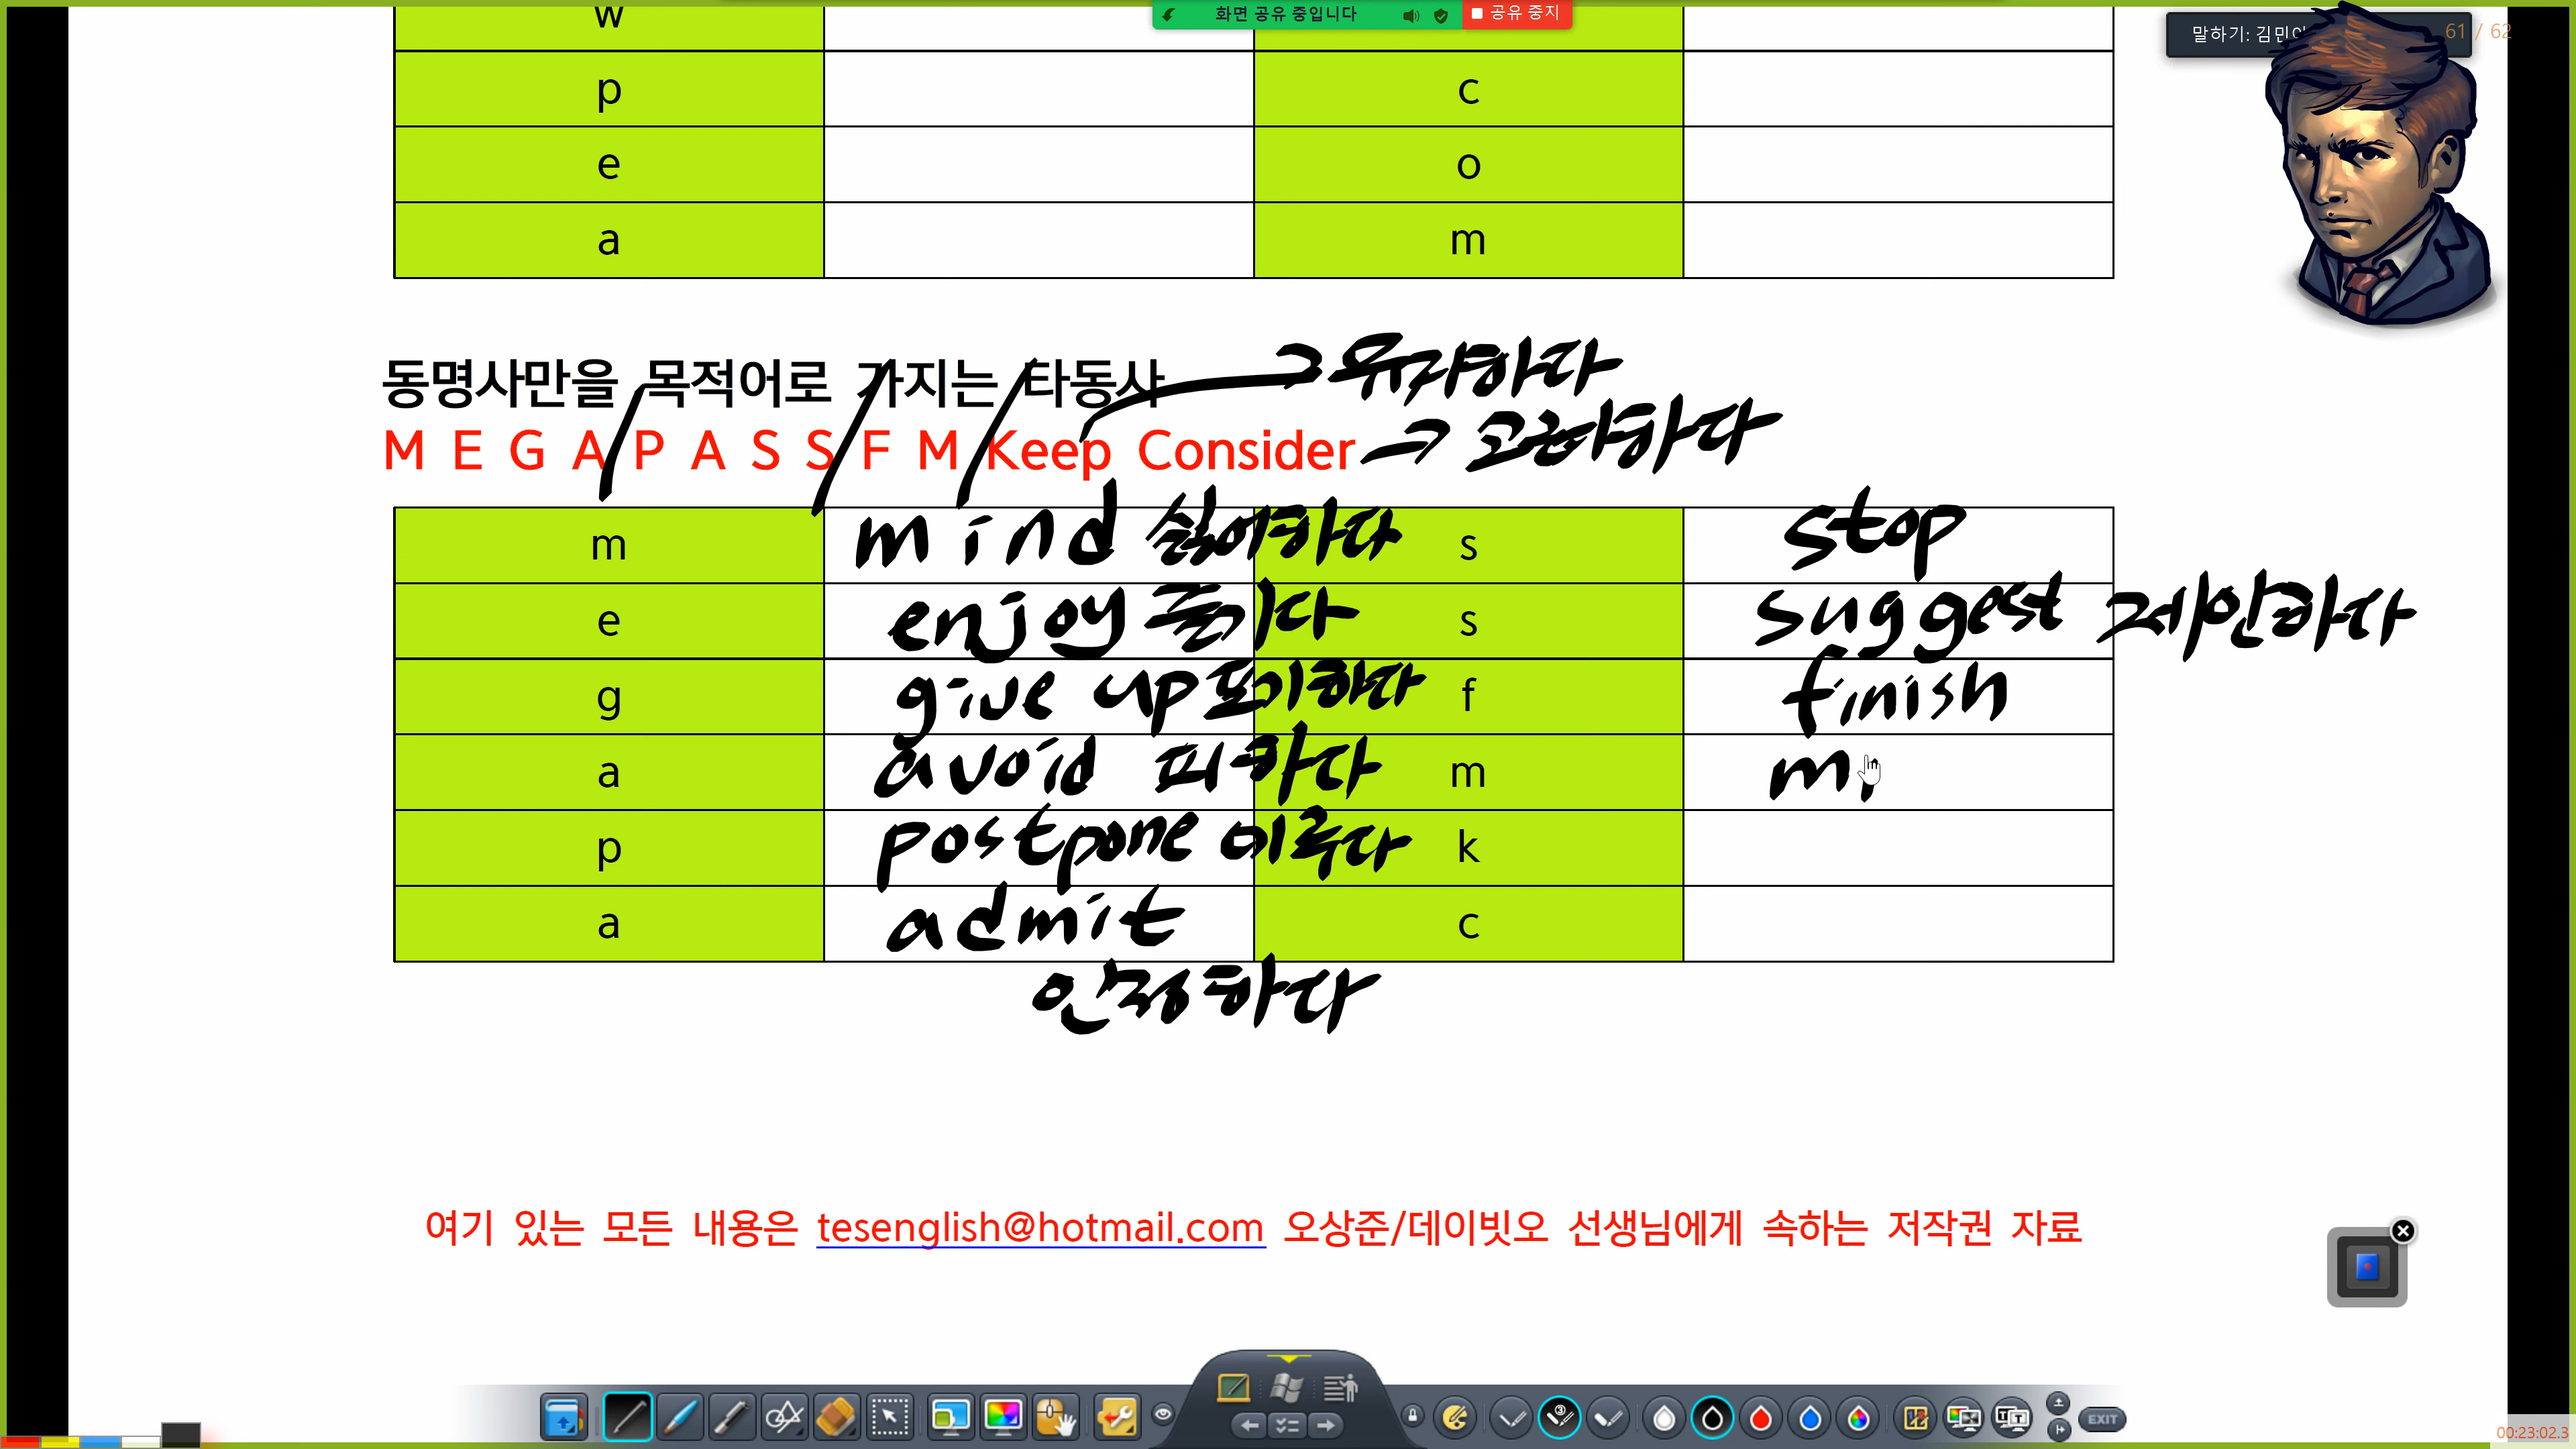 화면 공유 중입니다 공유 중지
말하기: 김민
61 / 62
w
p c
e o
a m
동명사만을 목적어로 가지는 타동사 → 유지하다
M E G A P A S S F M Keep Consider → 고려하다
m mind 싫어하다 s stop
e enjoy 즐기다 s suggest 제안하다
g give up 포기하다 f finish
a avoid 피하다 m mi
p postpone 미루다 k
a admit c
인정하다
여기 있는 모든 내용은 tesenglish@hotmail.com 오상준/데이빗오 선생님에게 속하는 저작권 자료
EXIT
00:23:02.3